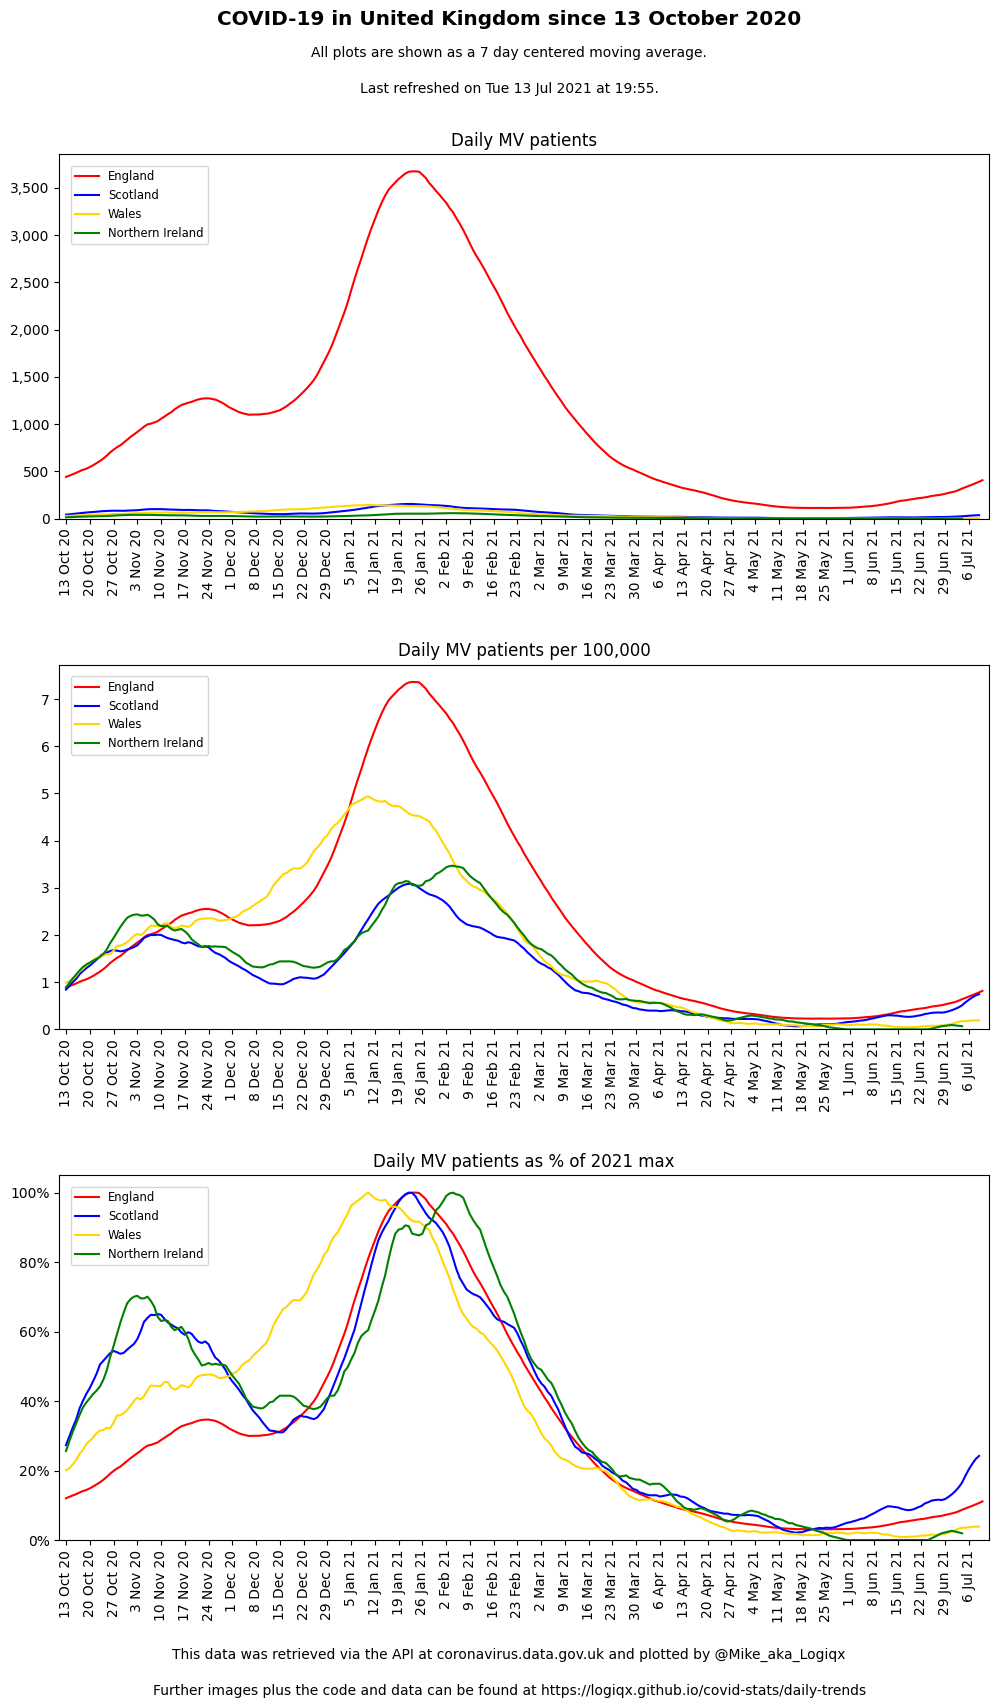 COVID-19 in United Kingdom since 13 October 2020
All plots are shown as a 7 day centered moving average.
Last refreshed on Tue 13 Jul 2021 at 19:55.
Daily MV patients
England
Scotland
Wales
Northern Ireland
3,500
3,000
2,500
2,000
1,500
1,000
500
0
13 Oct 20
20 Oct 20
27 Oct 20
3 Nov 20
10 Nov 20
17 Nov 20
24 Nov 20
1 Dec 20
8 Dec 20
15 Dec 20
22 Dec 20
29 Dec 20
5 Jan 21
12 Jan 21
19 Jan 21
26 Jan 21
2 Feb 21
9 Feb 21
16 Feb 21
23 Feb 21
2 Mar 21
9 Mar 21
16 Mar 21
23 Mar 21
30 Mar 21
6 Apr 21
13 Apr 21
20 Apr 21
27 Apr 21
4 May 21
11 May 21
18 May 21
25 May 21
1 Jun 21
8 Jun 21
15 Jun 21
22 Jun 21
29 Jun 21
6 Jul 21
Daily MV patients per 100,000
England
Scotland
Wales
Northern Ireland
7
6
5
4
3
2
1
0
13 Oct 20
20 Oct 20
27 Oct 20
3 Nov 20
10 Nov 20
17 Nov 20
24 Nov 20
1 Dec 20
8 Dec 20
15 Dec 20
22 Dec 20
29 Dec 20
5 Jan 21
12 Jan 21
19 Jan 21
26 Jan 21
2 Feb 21
9 Feb 21
16 Feb 21
23 Feb 21
2 Mar 21
9 Mar 21
16 Mar 21
23 Mar 21
30 Mar 21
6 Apr 21
13 Apr 21
20 Apr 21
27 Apr 21
4 May 21
11 May 21
18 May 21
25 May 21
1 Jun 21
8 Jun 21
15 Jun 21
22 Jun 21
29 Jun 21
6 Jul 21
Daily MV patients as % of 2021 max
England
Scotland
Wales
Northern Ireland
100%
80%
60%
40%
20%
0%
13 Oct 20
20 Oct 20
27 Oct 20
3 Nov 20
10 Nov 20
17 Nov 20
24 Nov 20
1 Dec 20
8 Dec 20
15 Dec 20
22 Dec 20
29 Dec 20
5 Jan 21
12 Jan 21
19 Jan 21
26 Jan 21
2 Feb 21
9 Feb 21
16 Feb 21
23 Feb 21
2 Mar 21
9 Mar 21
16 Mar 21
23 Mar 21
30 Mar 21
6 Apr 21
13 Apr 21
20 Apr 21
27 Apr 21
4 May 21
11 May 21
18 May 21
25 May 21
1 Jun 21
8 Jun 21
15 Jun 21
22 Jun 21
29 Jun 21
6 Jul 21
This data was retrieved via the API at coronavirus.data.gov.uk and plotted by @Mike_aka_Logiqx
Further images plus the code and data can be found at https://logiqx.github.io/covid-stats/daily-trends